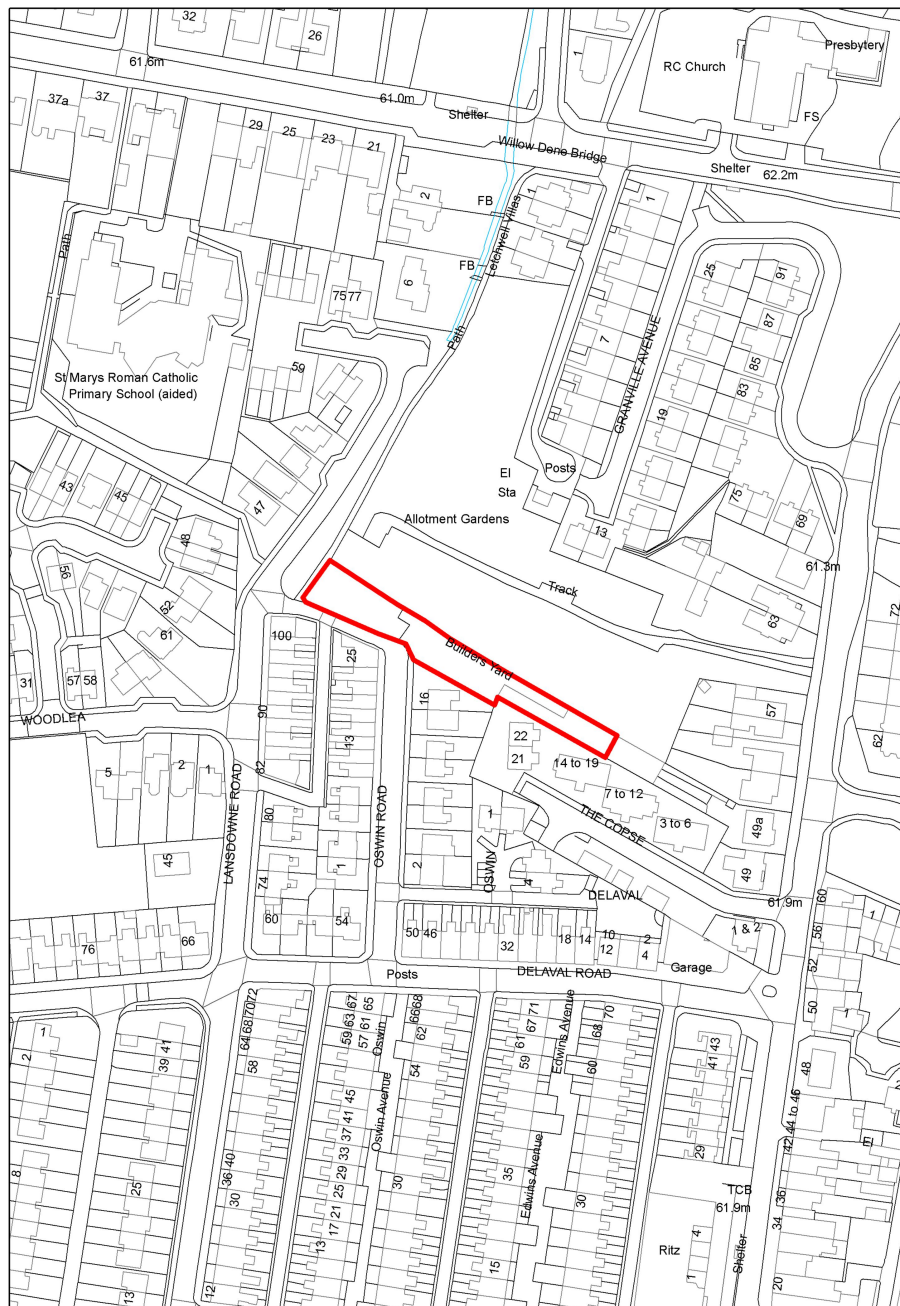 32
26
1
Presbytery
RC Church
61.6m
37a
37
61.0m
Shelter
FS
29
25
23
21
Willow Dene Bridge
Shelter
62.2m
2
FB
1
1
Letchwell Villas
Path
FB
6
75
77
25
91
7
87
GRANVILLE AVENUE
85
Path
59
83
St Marys Roman Catholic
Primary School (aided)
19
43
45
47
El
Sta
Posts
75
69
Allotment Gardens
13
48
61.3m
56
52
Track
63
72
61
100
Builders Yard
25
31
57
58
16
57
WOODLEA
90
13
22
62
82
21
14 to 19
5
2
1
7 to 12
LANSDOWNE ROAD
80
OSWIN ROAD
1
THE COPSE
3 to 6
49a
45
1
2
OSWIN
4
49
74
DELAVAL
61.9m
60
1
60
54
50
46
32
18
14
10
12
2
4
1 & 2
56
76
66
Garage
52
Posts
DELAVAL ROAD
50
1
72
70
68
64
58
67
65
63
61
59
57
68
66
62
54
71
67
61
59
70
68
60
43
41
1
2
41
39
Oswin
Edwins Avenue
48
2
45
41
37
33
29
25
21
17
13
Oswin Avenue
44 to 46
42
40
36
30
30
35
30
29
8
25
Edwins Avenue
TCB
61.9m
36
34
Ritz
4
Shelter
12
13
15
1
20